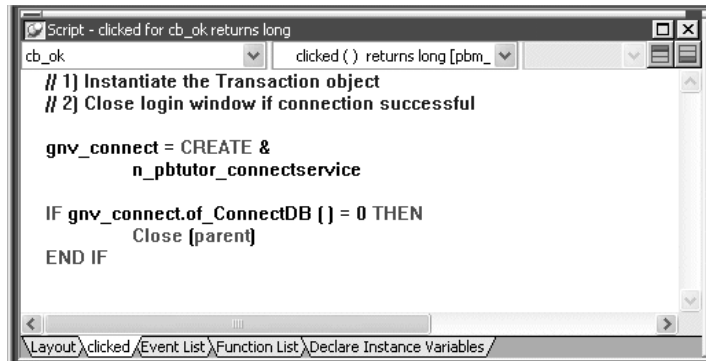 Script - clicked for cb_ok returns long
cb_ok
clicked ( ) returns long [pbm_
// 1) Instantiate the Transaction object
// 2) Close login window if connection successful
gnv_connect = CREATE &
n_pbtutor_connectservice
IF gnv_connect.of_ConnectDB ( ) = 0 THEN
Close (parent)
END IF
Layout clicked Event List Function List Declare Instance Variables